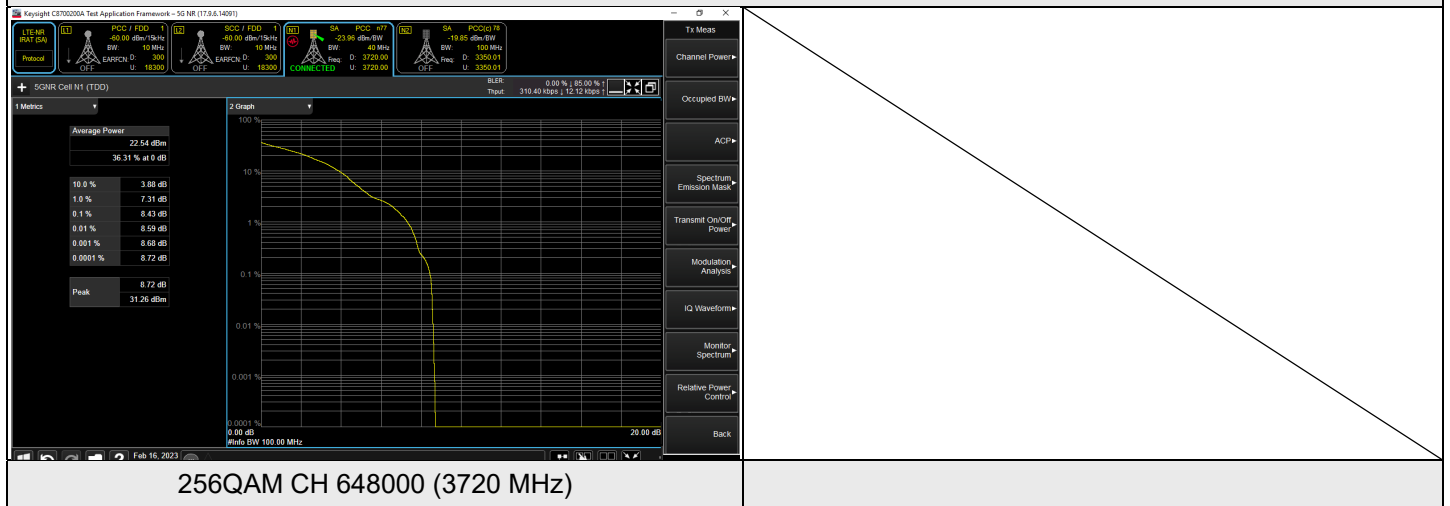 Keysight C8700200A Test Application Framework – 5G NR (17.9.6.14091)
LTE-NR
IRAT (SA)
Protocol
L1 PCC / FDD 1
-60.00 dBm/15kHz
BW: 10 MHz
EARFCN: D: 300
OFF U: 18300
L2 SCC / FDD 1
-60.00 dBm/15kHz
BW: 10 MHz
EARFCN: D: 300
OFF U: 18300
N1 SA PCC n77
-23.96 dBm/BW
BW: 40 MHz
Freq: D: 3720.00
CONNECTED U: 3720.00
N2 SA PCC(c) 78
-19.85 dBm/BW
BW: 100 MHz
Freq: D: 3350.01
OFF U: 3350.01
5GNR Cell N1 (TDD)
BLER: 0.00 % ↓ 85.00 % ↑
Thput: 310.40 kbps ↓ 12.12 kbps ↑
1 Metrics
Average Power
22.54 dBm
36.31 % at 0 dB
10.0 % 3.88 dB
1.0 % 7.31 dB
0.1 % 8.43 dB
0.01 % 8.59 dB
0.001 % 8.68 dB
0.0001 % 8.72 dB
Peak
8.72 dB
31.26 dBm
2 Graph
100 %
10 %
1 %
0.1 %
0.01 %
0.001 %
0.0001 %
0.00 dB 20.00 dB
#Info BW 100.00 MHz
Tx Meas
Channel Power
Occupied BW
ACP
Spectrum
Emission Mask
Transmit On/Off
Power
Modulation
Analysis
IQ Waveform
Monitor
Spectrum
Relative Power
Control
Back
Feb 16, 2023
256QAM CH 648000 (3720 MHz)